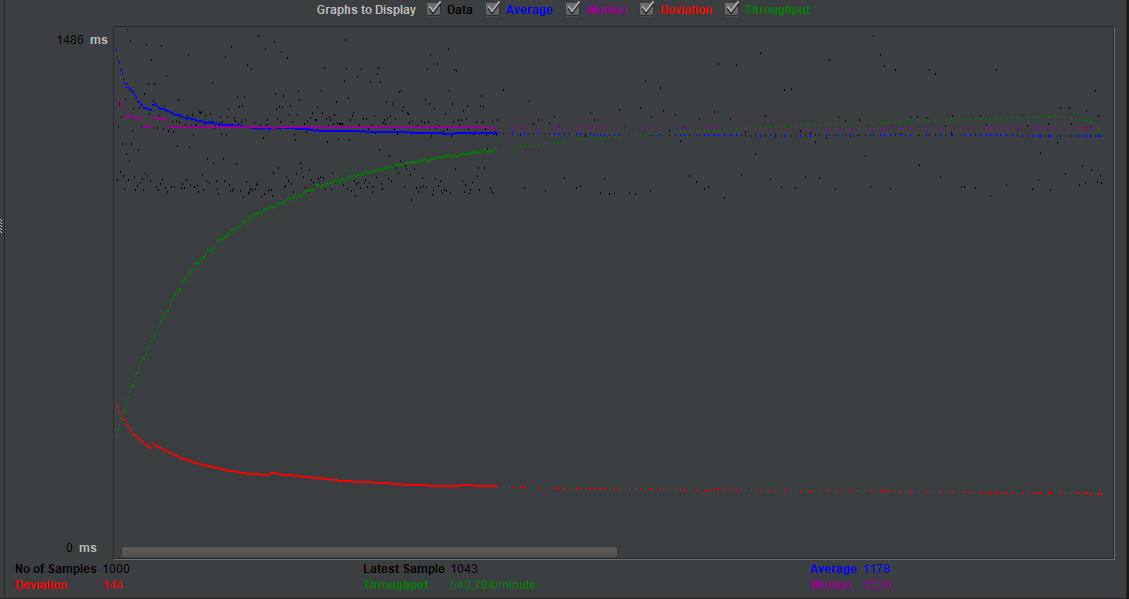 Graphs to Display Data Average Median Deviation Throughput
1486 ms
0 ms
No of Samples 1000 Latest Sample 1043 Average 1178
Deviation 144 Throughput 540,784/minute Median